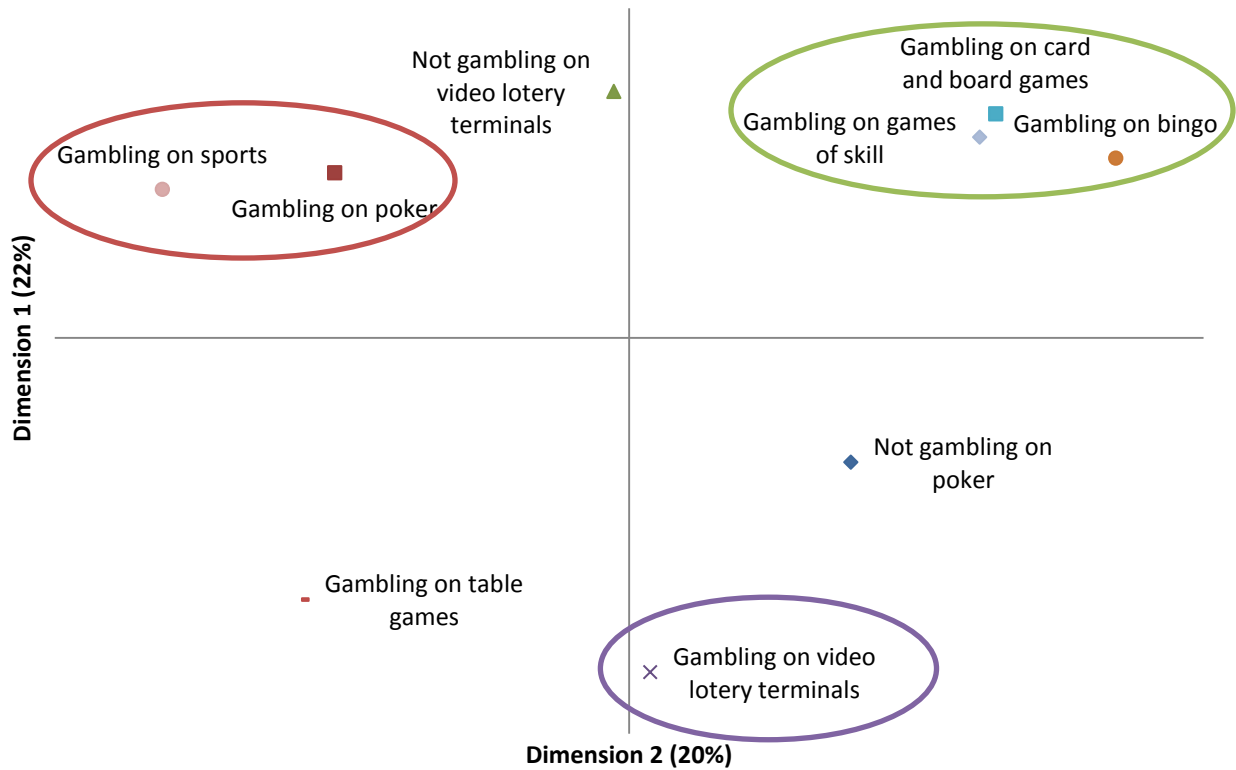 Gambling on card
and board games
Not gambling on
video lotery
terminals
Gambling on games
of skill
Gambling on bingo
Gambling on sports
Gambling on poker
Dimension 1 (22%)
Not gambling on
poker
Gambling on table
games
Gambling on video
lotery terminals
Dimension 2 (20%)